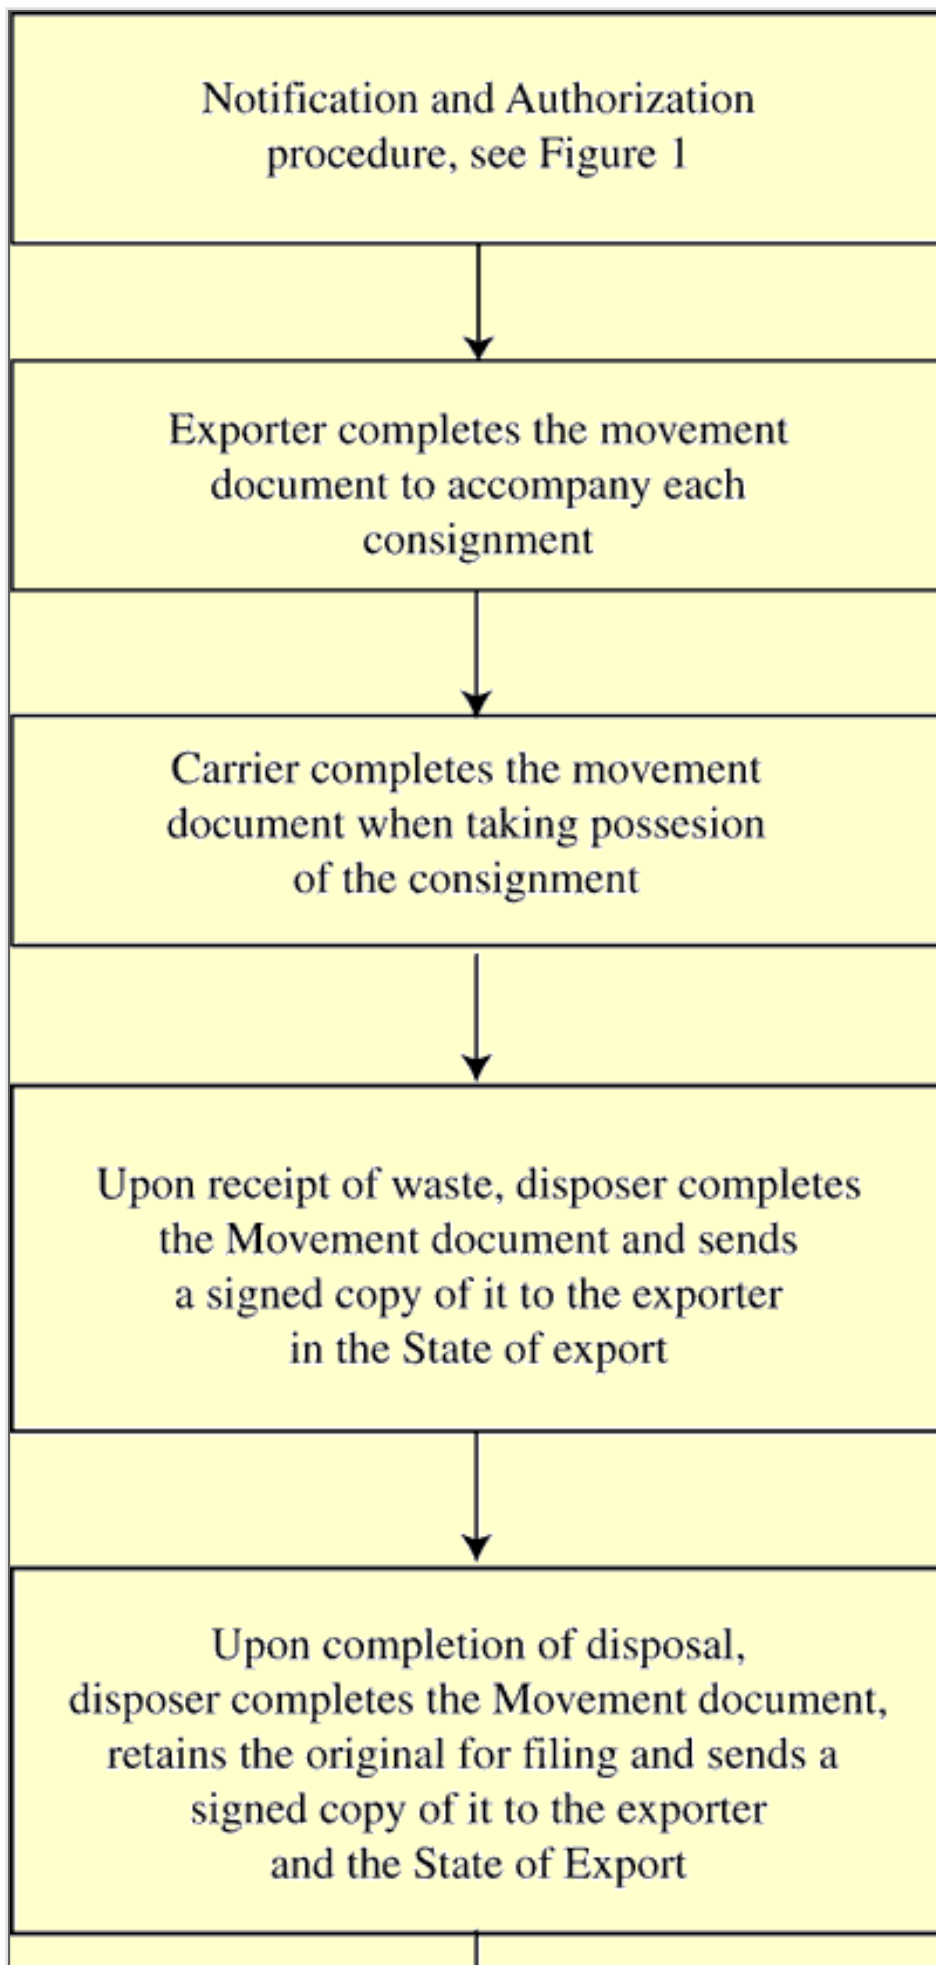 Notification and Authorization
procedure, see Figure 1
Exporter completes the movement
document to accompany each
consignment
Carrier completes the movement
document when taking possesion
of the consignment
Upon receipt of waste, disposer completes
the Movement document and sends
a signed copy of it to the exporter
in the State of export
Upon completion of disposal,
disposer completes the Movement document,
retains the original for filing and sends a
signed copy of it to the exporter
and the State of Export